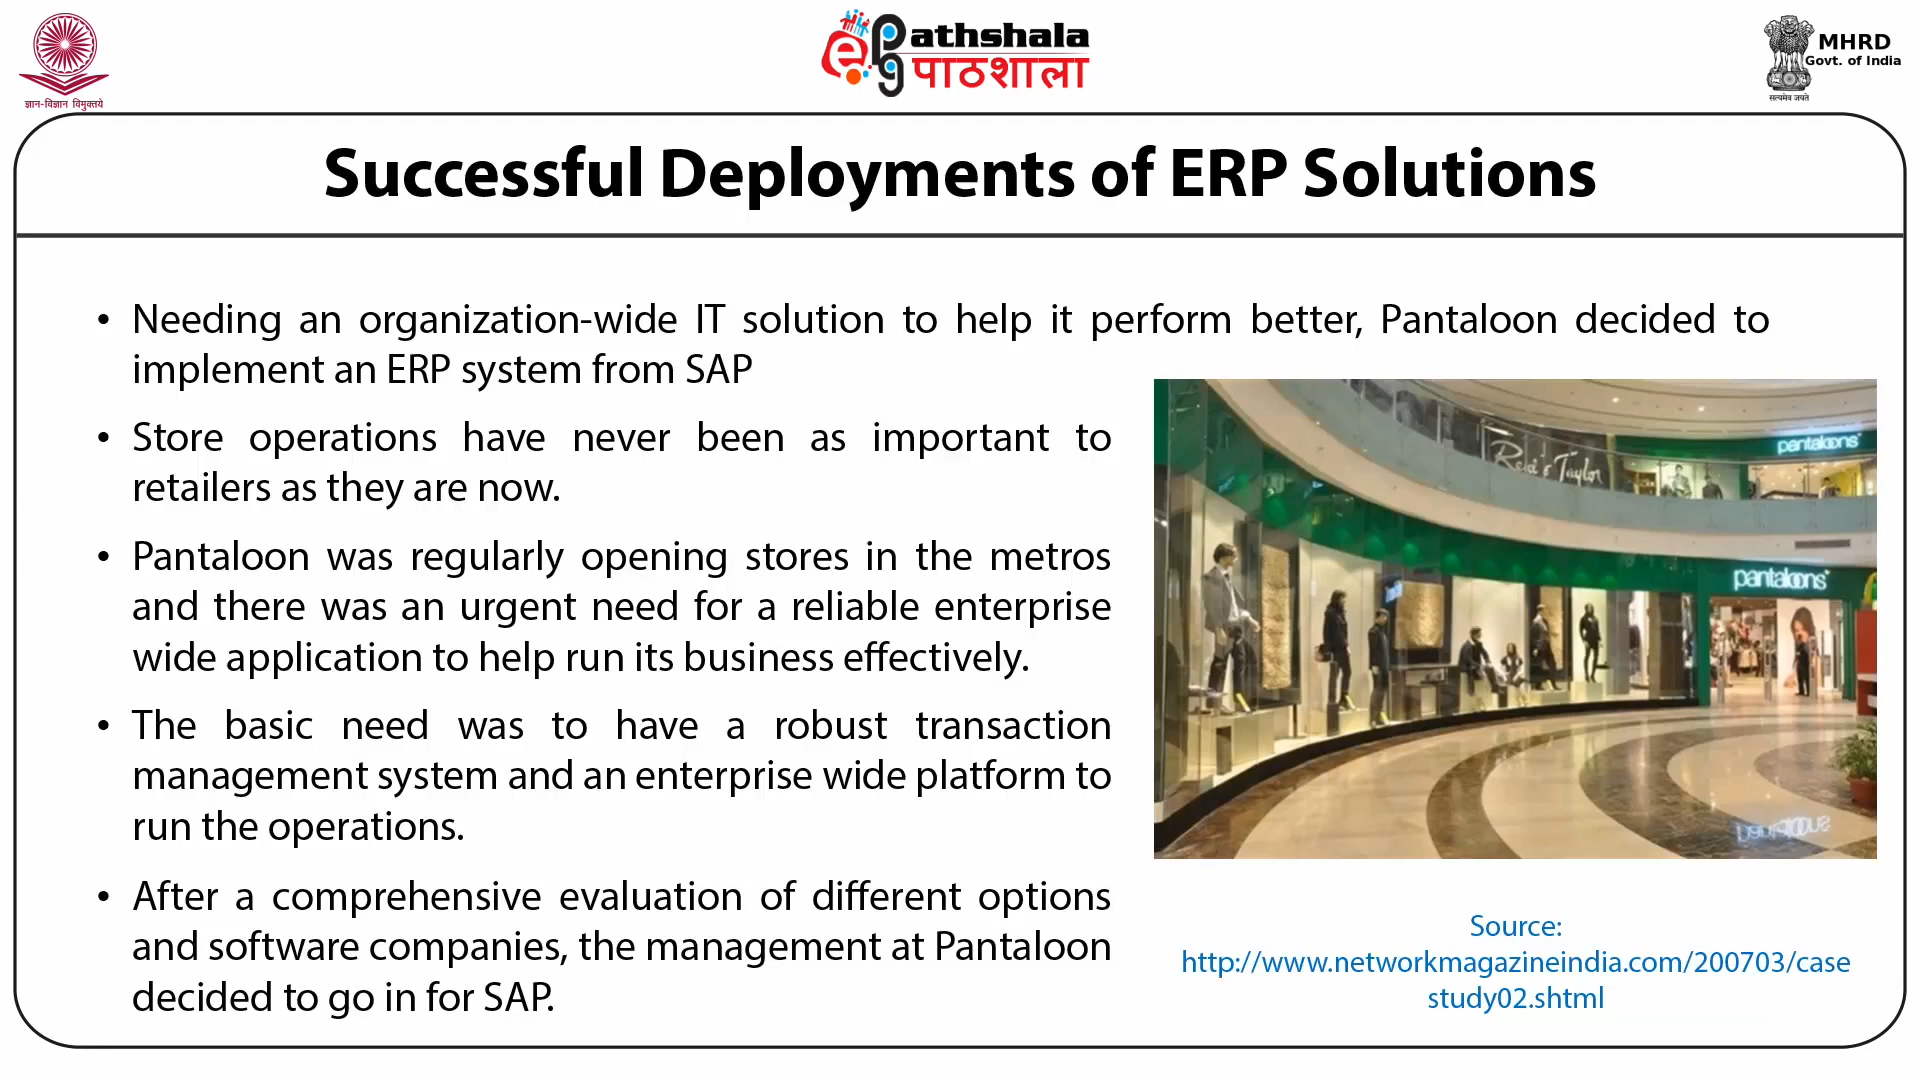 ज्ञान-विज्ञान विमुक्तये
ePathshala
पाठशाला
MHRD
Govt. of India
सत्यमेव जयते
Successful Deployments of ERP Solutions
• Needing an organization-wide IT solution to help it perform better, Pantaloon decided to
implement an ERP system from SAP
• Store operations have never been as important to
retailers as they are now.
• Pantaloon was regularly opening stores in the metros
and there was an urgent need for a reliable enterprise
wide application to help run its business effectively.
• The basic need was to have a robust transaction
management system and an enterprise wide platform to
run the operations.
• After a comprehensive evaluation of different options
and software companies, the management at Pantaloon
decided to go in for SAP.
Reid & Taylor
pantaloons
pantaloons
Source:
http://www.networkmagazineindia.com/200703/case
study02.shtml